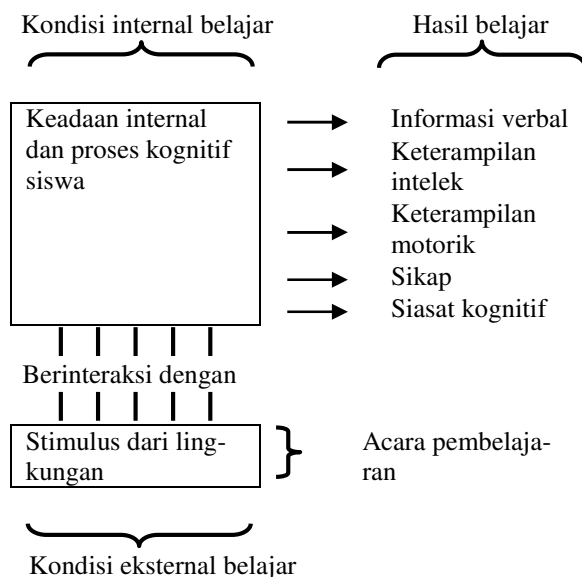 Kondisi internal belajar
Hasil belajar
Keadaan internal
dan proses kognitif
siswa
Informasi verbal
Keterampilan
intelek
Keterampilan
motorik
Sikap
Siasat kognitif
Berinteraksi dengan
Stimulus dari ling-
kungan
Acara pembelaja-
ran
Kondisi eksternal belajar